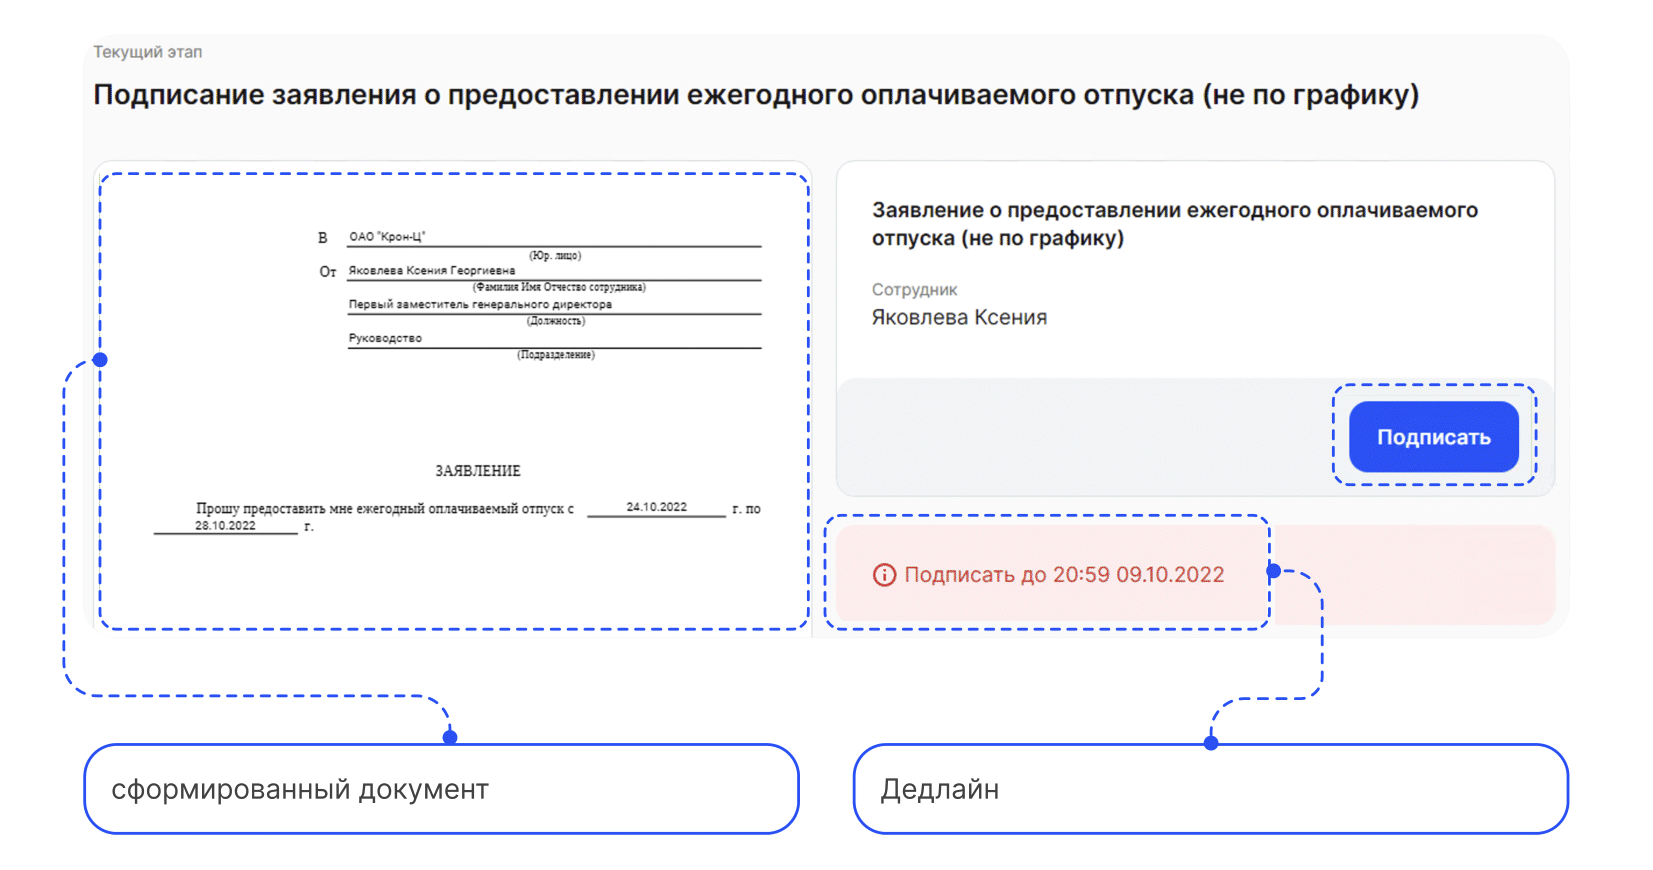 Текущий этап
Подписание заявления о предоставлении ежегодного оплачиваемого отпуска (не по графику)
В ОАО "Крон-Ц"
(Юр. лицо)
От Яковлева Ксения Георгиевна
(Фамилия Имя Отчество сотрудника)
Первый заместитель генерального директора
(Должность)
Руководство
(Подразделение)
ЗАЯВЛЕНИЕ
Прошу предоставить мне ежегодный оплачиваемый отпуск с 24.10.2022 г. по
28.10.2022 г.
Заявление о предоставлении ежегодного оплачиваемого
отпуска (не по графику)
Сотрудник
Яковлева Ксения
Подписать
Подписать до 20:59 09.10.2022
сформированный документ
Дедлайн